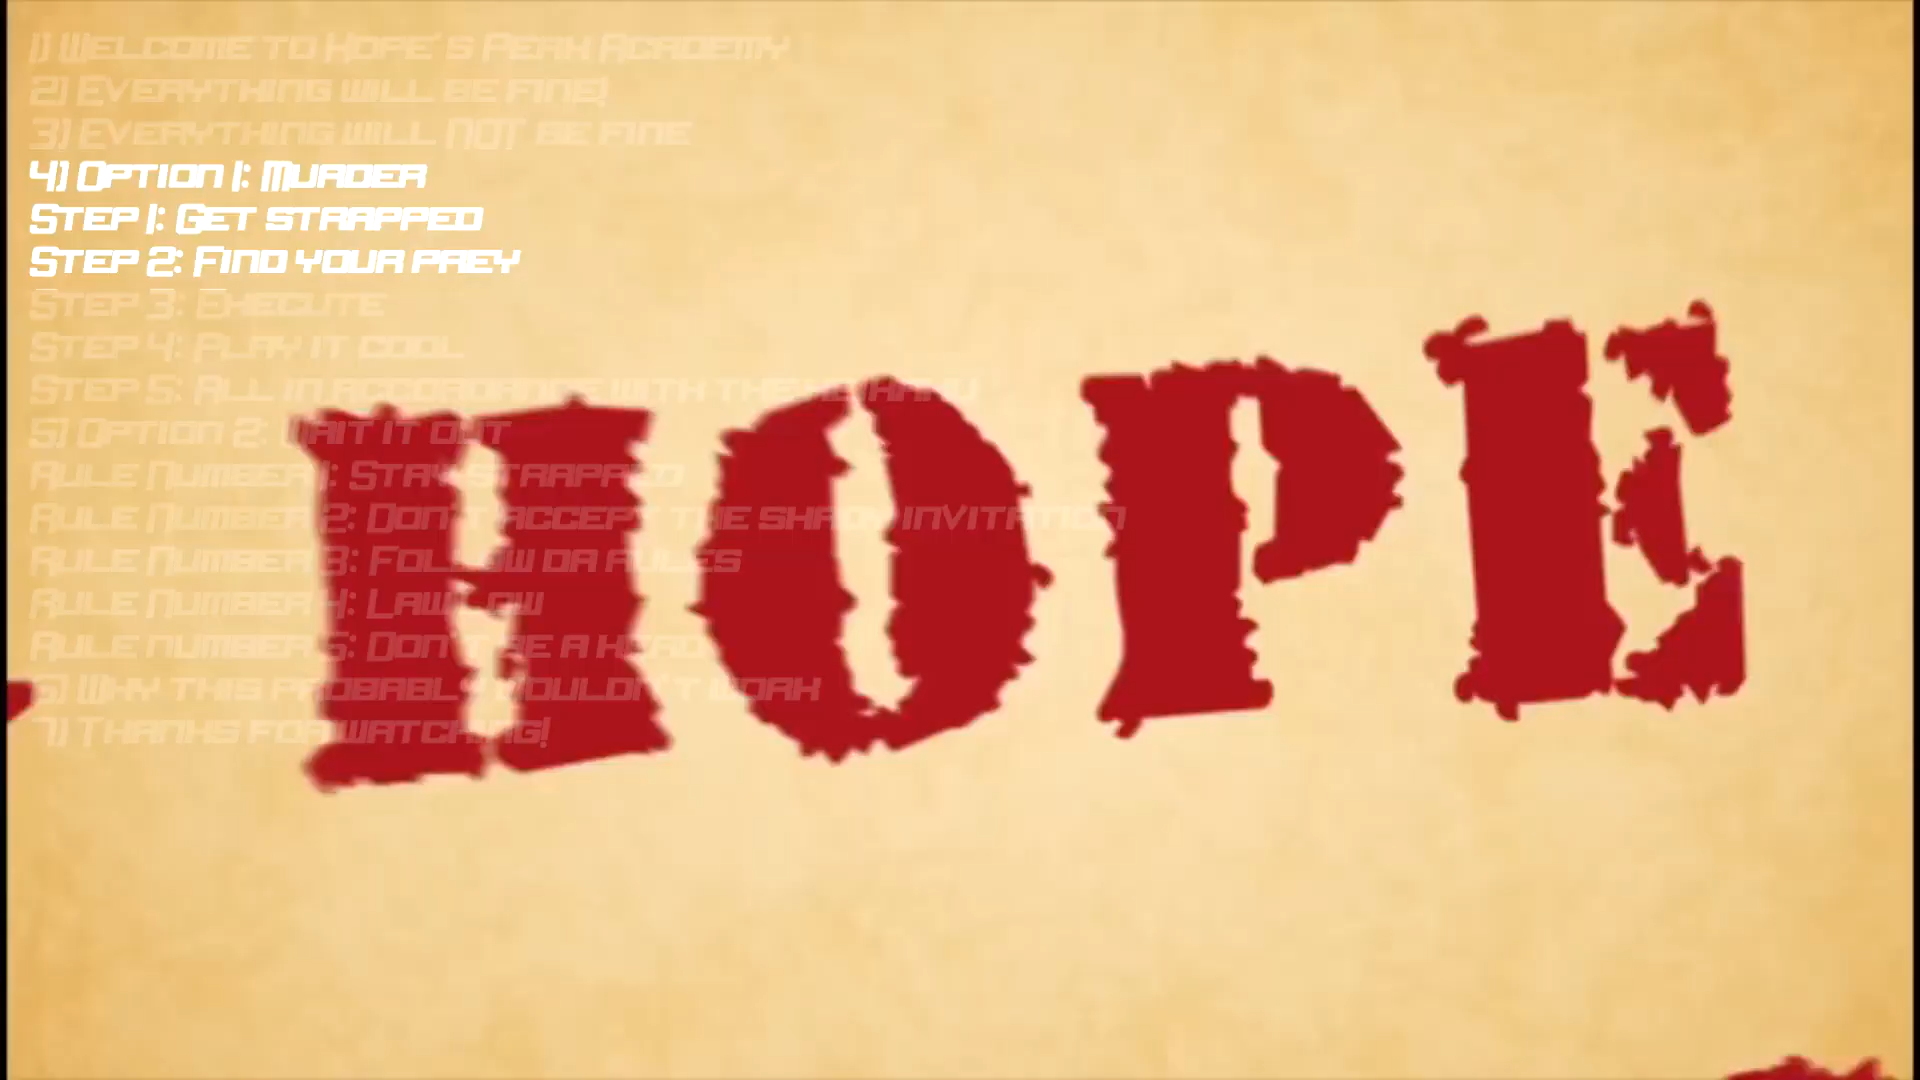 1) Welcome to Hope's Peak Academy
2) Everything will be fine!
3) Everything will NOT be fine
4) Option 1: Murder
Step 1: Get strapped
Step 2: Find your prey
Step 3: Execute
Step 4: Play it cool
Step 5: All in accordance with the
5) Option 2: Wait it out
Rule Number 1: Stay strapped
Rule Number 2: Don't accept the shady invitation
Rule Number 3: Follow da rules
Rule Number 4: Lay low
Rule number 5: Don't be a hero
6) Why this probably wouldn't work
7) Thanks for watching!
HOPE